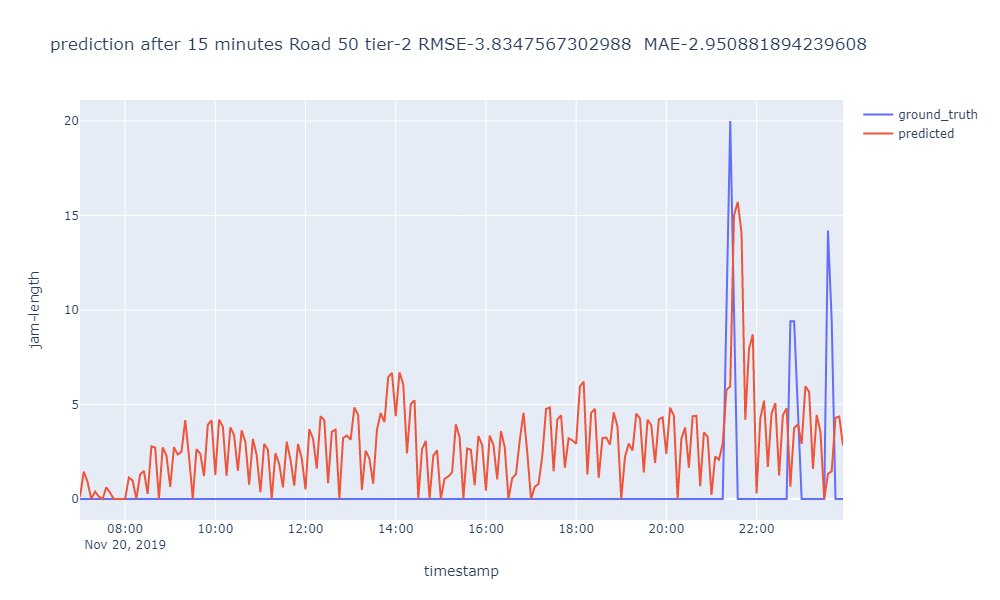 prediction after 15 minutes Road 50 tier-2 RMSE-3.8347567302988  MAE-2.950881894239608
ground_truth
predicted
20
15
10
5
0
jam-length
08:00 10:00 12:00 14:00 16:00 18:00 20:00 22:00
Nov 20, 2019
timestamp